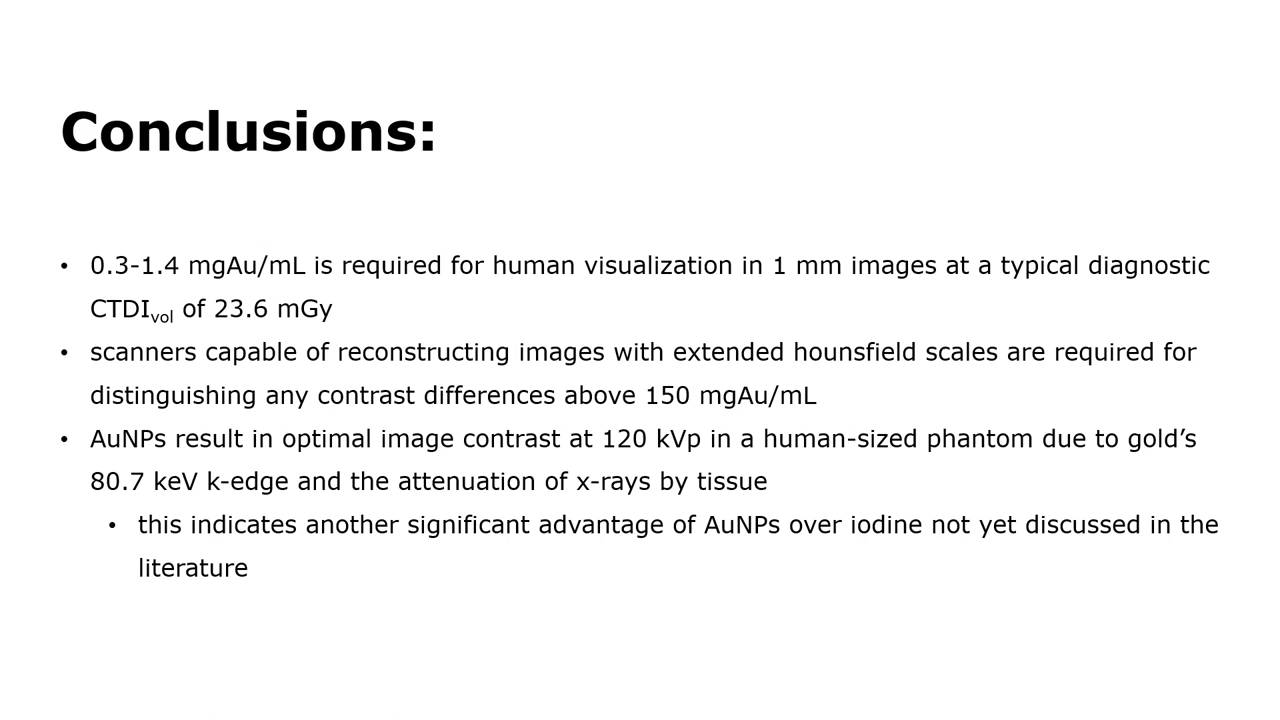 Conclusions:
• 0.3-1.4 mgAu/mL is required for human visualization in 1 mm images at a typical diagnostic
CTDIvol of 23.6 mGy
• scanners capable of reconstructing images with extended hounsfield scales are required for
distinguishing any contrast differences above 150 mgAu/mL
• AuNPs result in optimal image contrast at 120 kVp in a human-sized phantom due to gold’s
80.7 keV k-edge and the attenuation of x-rays by tissue
• this indicates another significant advantage of AuNPs over iodine not yet discussed in the
literature